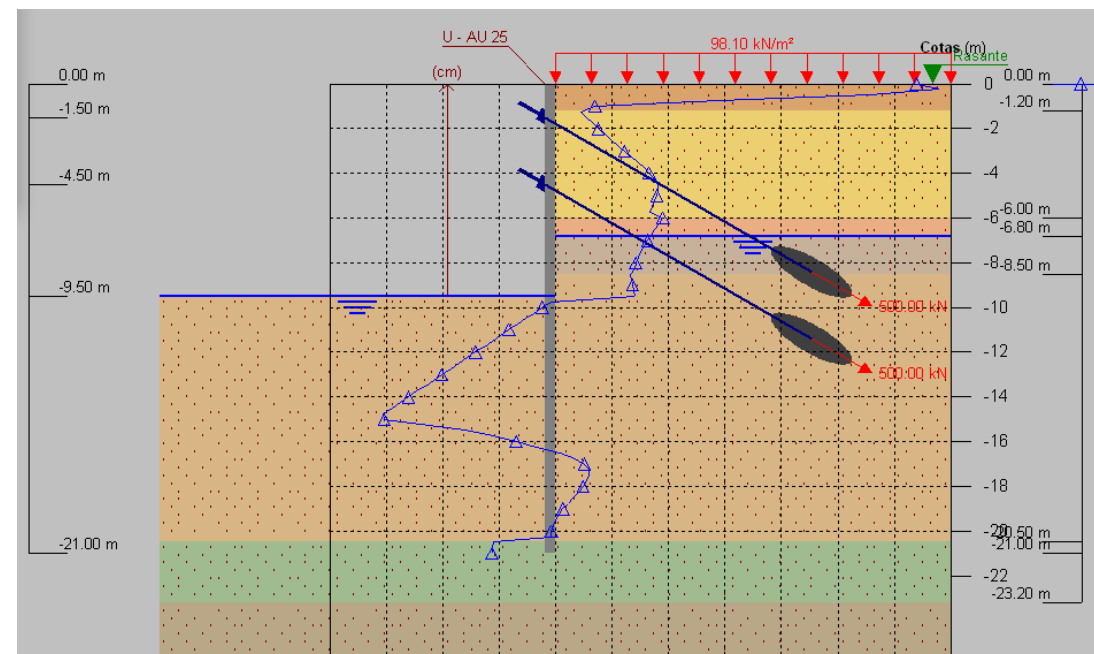 U - AU 25
98.10 kN/m²
Cotas (m)
Rasante
(cm)
0.00 m
-1.50 m
-4.50 m
-9.50 m
-21.00 m
0
-2
-4
-6
-8
-10
-12
-14
-16
-18
-20
-22
0.00 m
-1.20 m
-6.00 m
-6.80 m
-8.50 m
-20.50 m
-21.00 m
-23.20 m
500.00 kN
500.00 kN